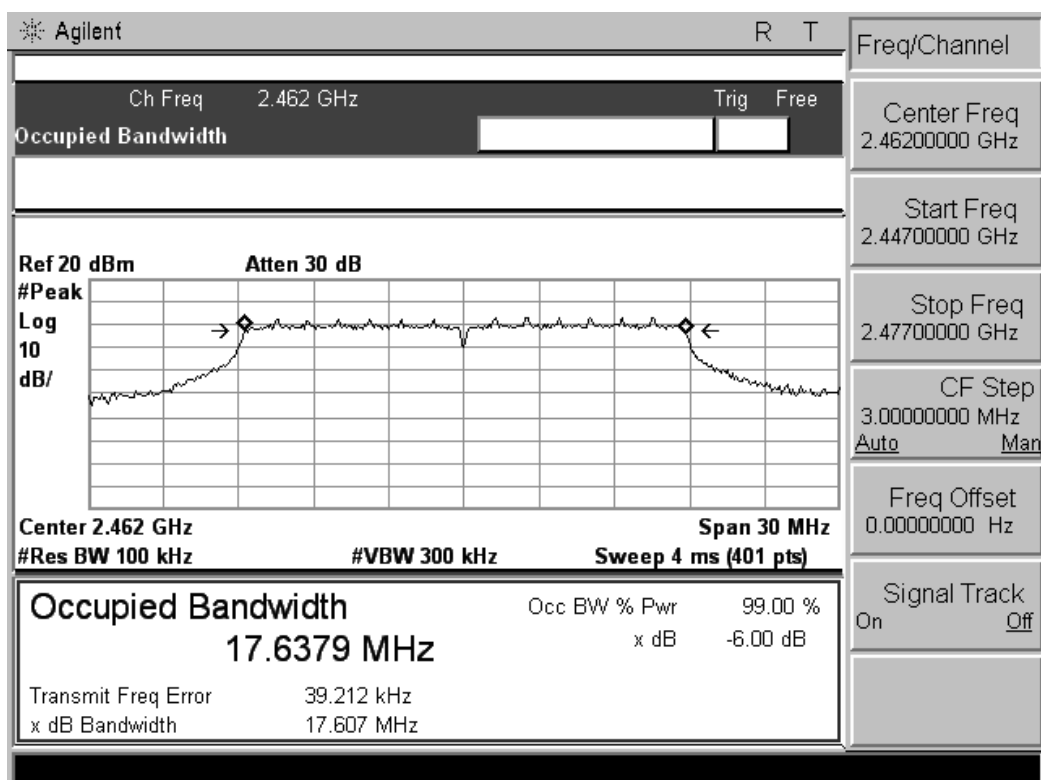 Agilent R T
Ch Freq 2.462 GHz Trig Free
Occupied Bandwidth
Ref 20 dBm Atten 30 dB
#Peak
Log
10
dB/
Center 2.462 GHz Span 30 MHz
#Res BW 100 kHz #VBW 300 kHz Sweep 4 ms (401 pts)
Occupied Bandwidth
17.6379 MHz
Occ BW % Pwr 99.00 %
x dB -6.00 dB
Transmit Freq Error 39.212 kHz
x dB Bandwidth 17.607 MHz
Freq/Channel
Center Freq
2.46200000 GHz
Start Freq
2.44700000 GHz
Stop Freq
2.47700000 GHz
CF Step
3.00000000 MHz
Auto Man
Freq Offset
0.00000000 Hz
Signal Track
On Off